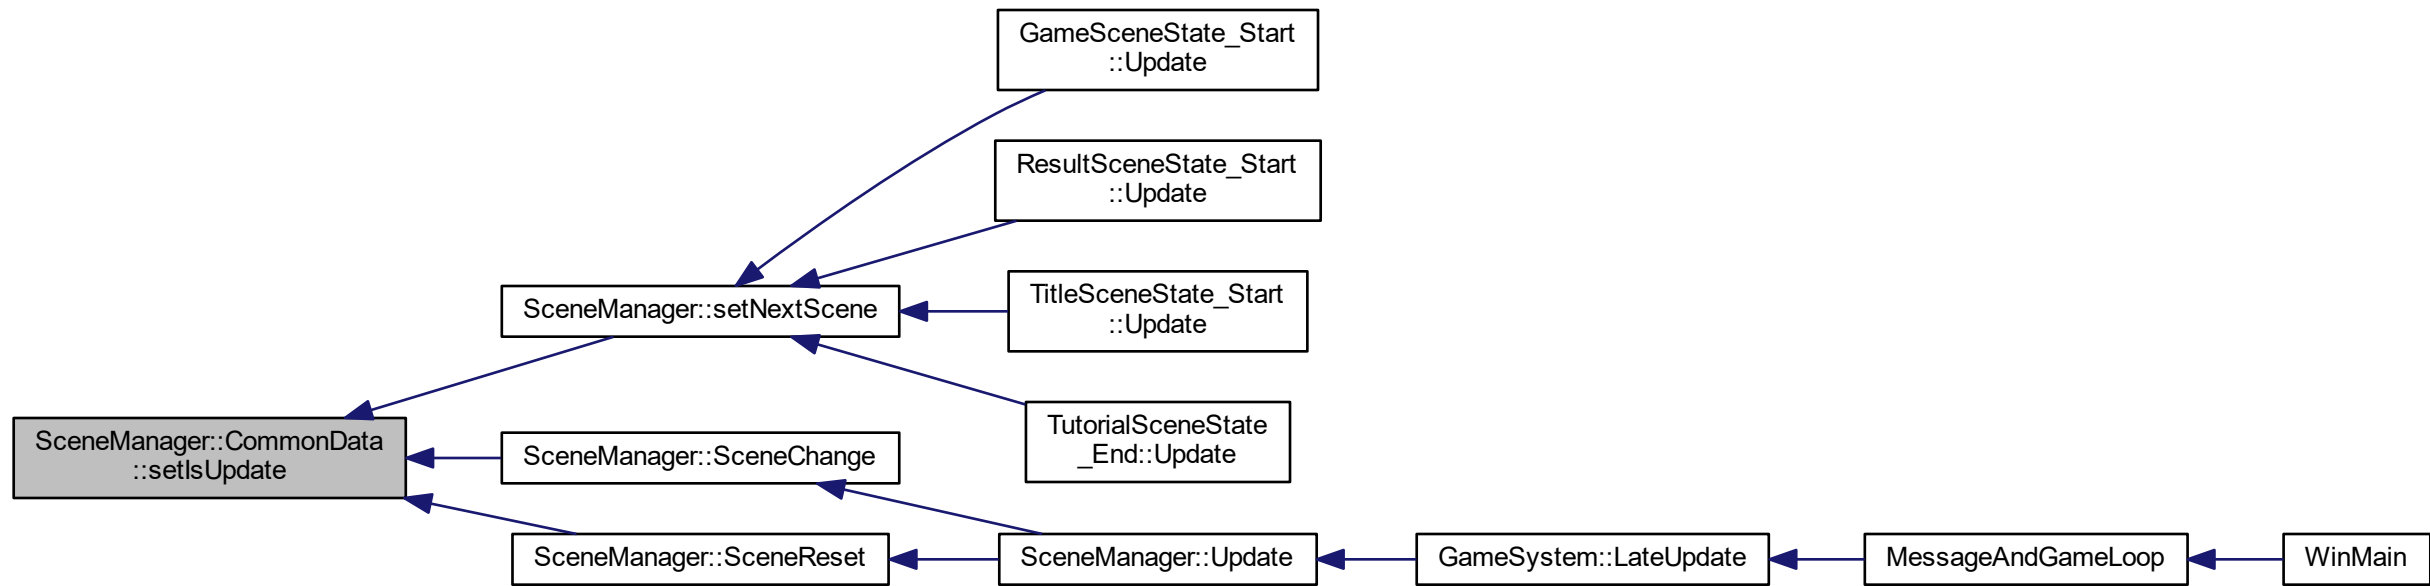 GameSceneState_Start
::Update
ResultSceneState_Start
::Update
TitleSceneState_Start
::Update
SceneManager::setNextScene
TutorialSceneState
_End::Update
SceneManager::CommonData
::setIsUpdate
SceneManager::SceneChange
SceneManager::SceneReset
SceneManager::Update
GameSystem::LateUpdate
MessageAndGameLoop
WinMain